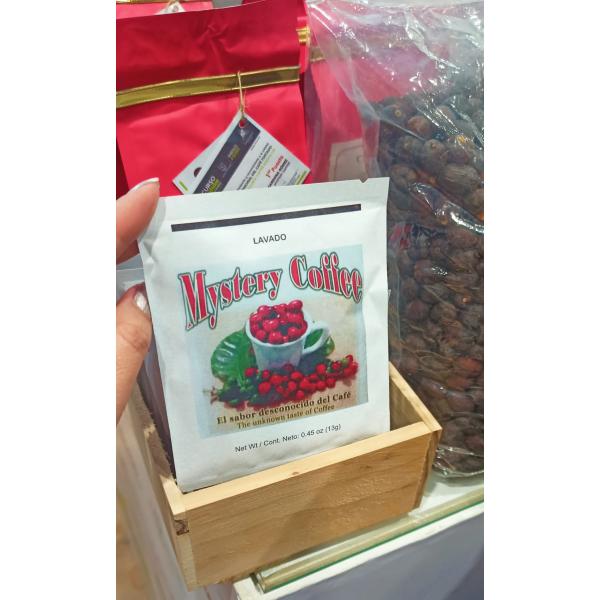 LAVADO
Mystery Coffee
El sabor desconocido del Café
The unknown taste of Coffee
Net Wt / Cont. Neto: 0.45 oz (13g)